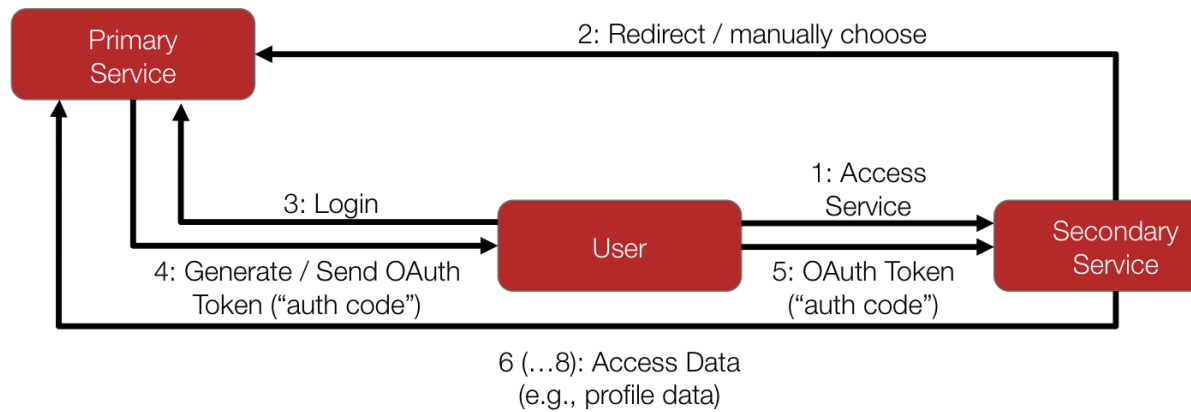 Primary
Service
2: Redirect / manually choose
1: Access
Service
3: Login
User
Secondary
Service
4: Generate / Send OAuth
Token (“auth code”)
5: OAuth Token
(“auth code”)
6 (…8): Access Data
(e.g., profile data)